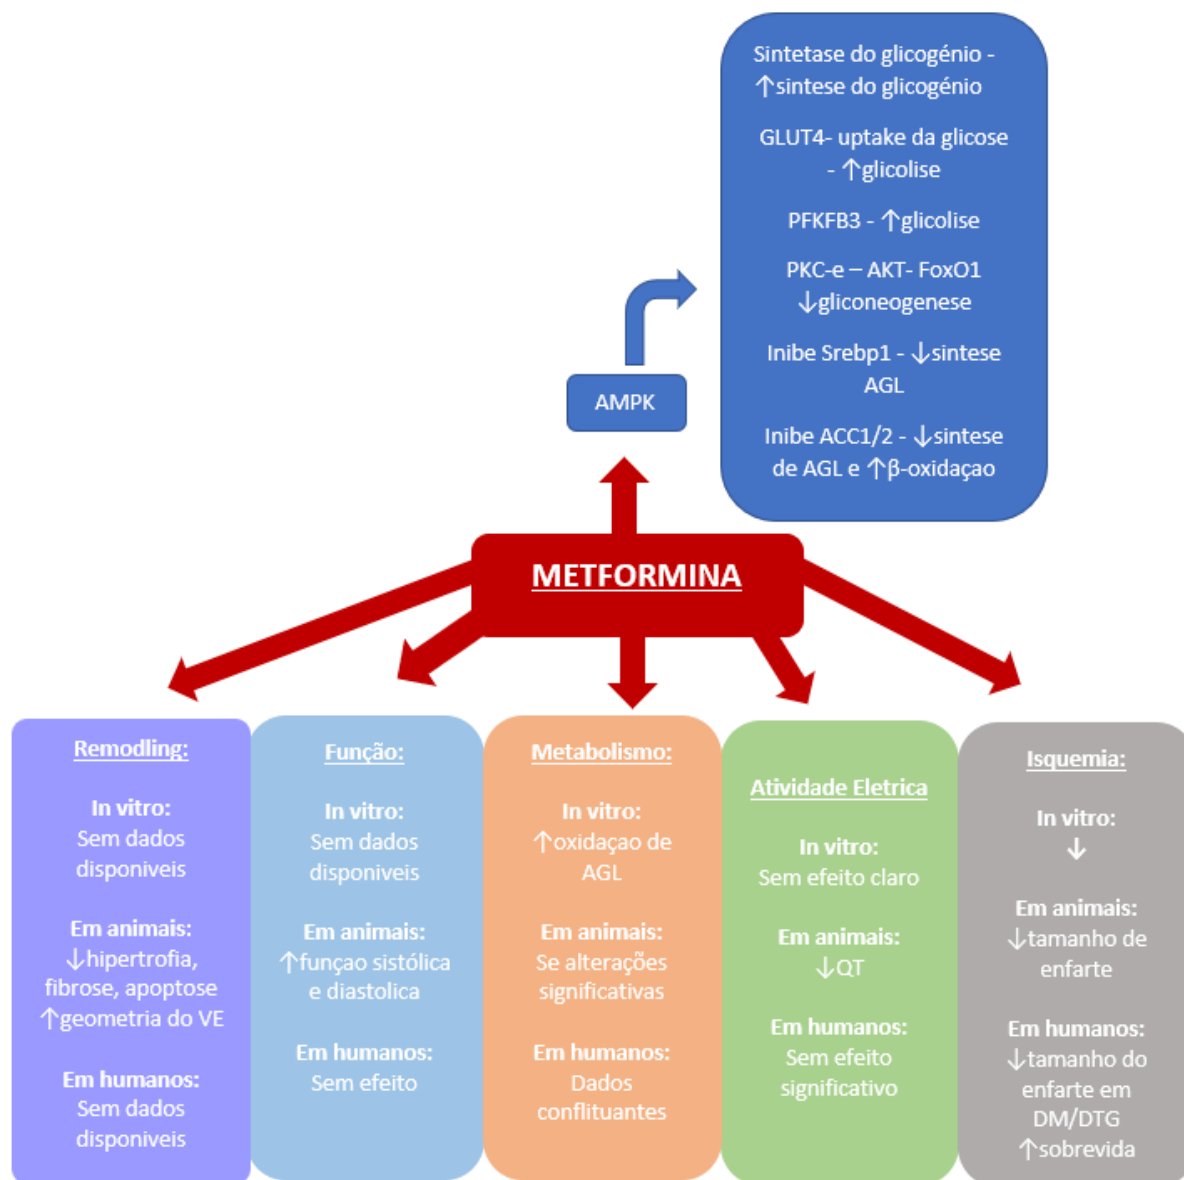 Sintetase do glicogénio -
↑sintese do glicogénio
GLUT4- uptake da glicose
- ↑glicolise
PFKFB3 - ↑glicolise
PKC-e – AKT- FoxO1
↓gliconeogenese
Inibe Srebp1 - ↓sintese
AGL
Inibe ACC1/2 - ↓sintese
de AGL e ↑β-oxidaçao
AMPK
METFORMINA
Remodling:
In vitro:
Sem dados
disponiveis
Em animais:
↓hipertrofia,
fibrose, apoptose
↑geometria do VE
Em humanos:
Sem dados
disponiveis
Função:
In vitro:
Sem dados
disponiveis
Em animais:
↑funçao sistólica
e diastolica
Em humanos:
Sem efeito
Metabolismo:
In vitro:
↑oxidaçao de
AGL
Em animais:
Se alterações
significativas
Em humanos:
Dados
conflituantes
Atividade Eletrica
In vitro:
Sem efeito claro
Em animais:
↓QT
Em humanos:
Sem efeito
significativo
Isquemia:
In vitro:
↓
Em animais:
↓tamanho de
enfarte
Em humanos:
↓tamanho do
enfarte em
DM/DTG
↑sobrevida